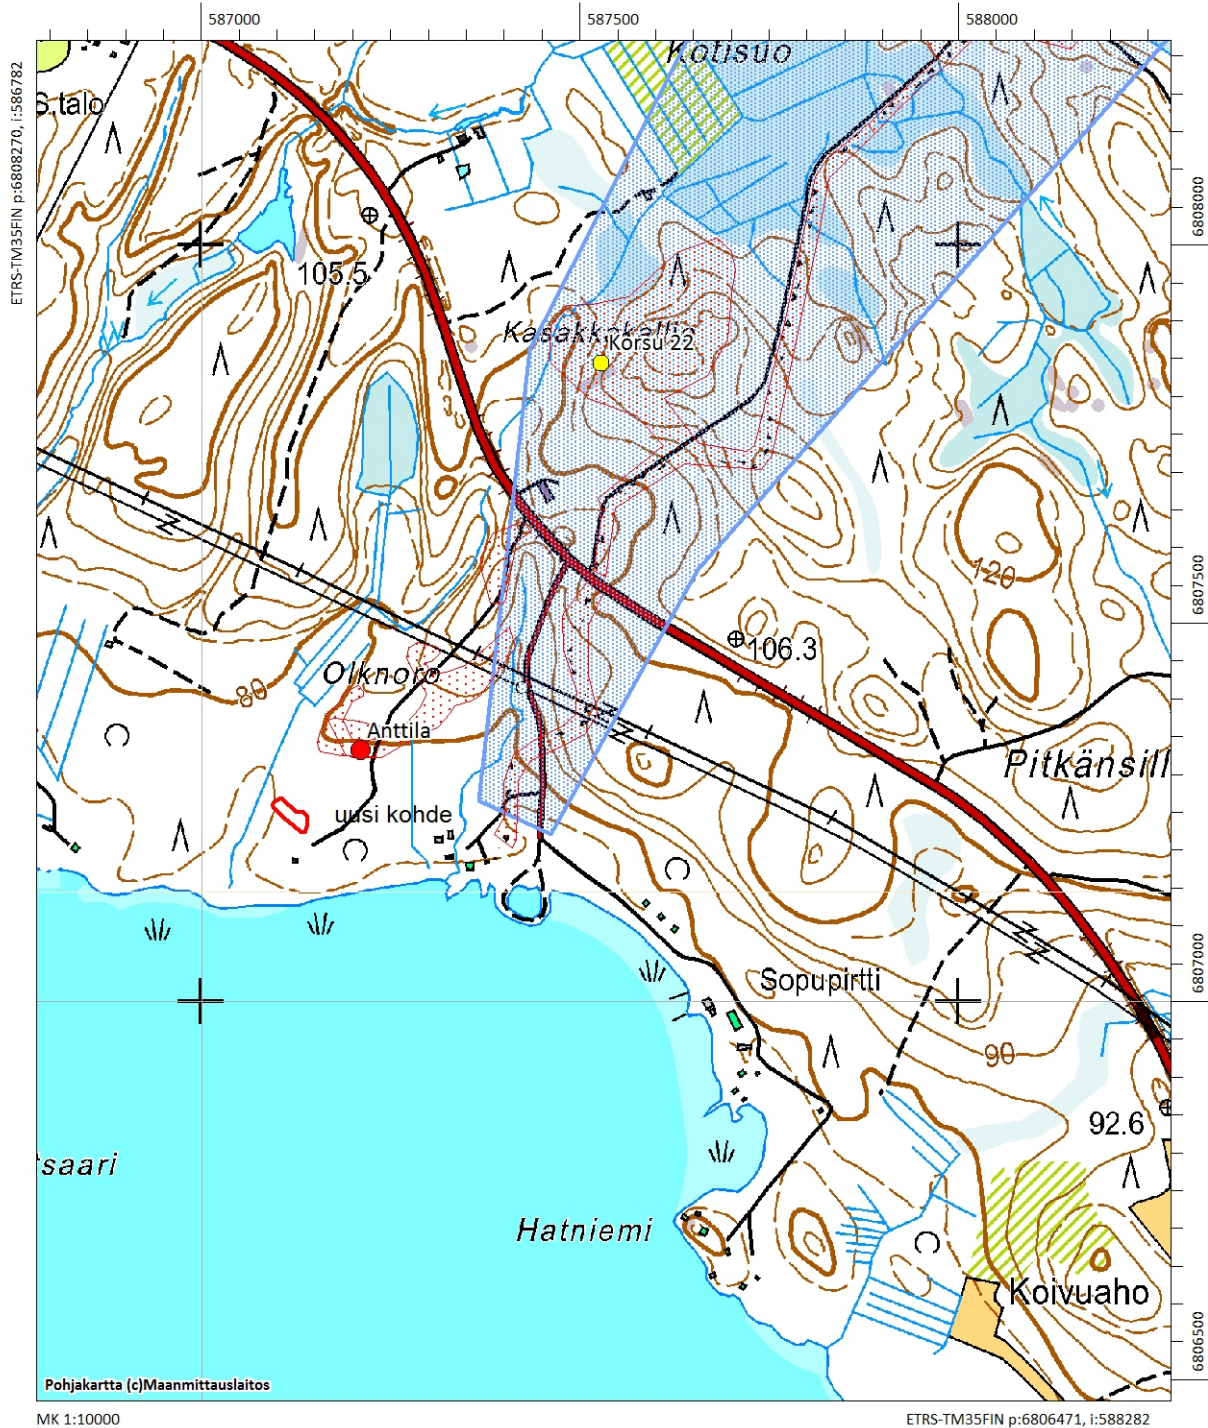 587000
587500
588000
ETRS-TM35FIN p:6808270, i:586782
Kotisuo
S.talo
6808000
105.5
Kasakkakallio
Korsu 22
6807500
120
106.3
Olknoro
80
Anttila
Pitkänsill
uusi kohde
6807000
Sopupirtti
90
92.6
saari
Hatniemi
Koivuaho
6806500
Pohjakartta (c)Maanmittauslaitos
MK 1:10000
ETRS-TM35FIN p:6806471, i:588282